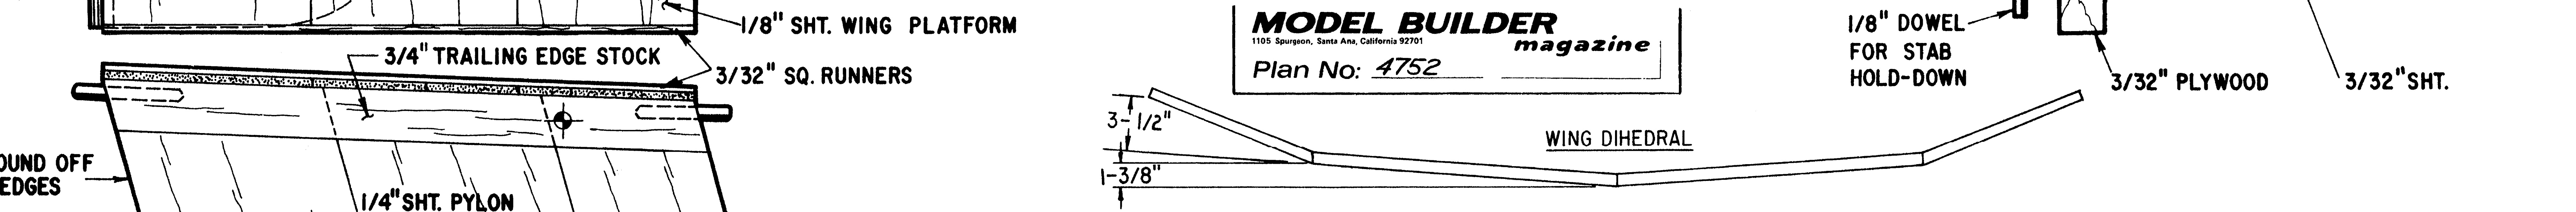 1/8" SHT. WING PLATFORM
3/4" TRAILING EDGE STOCK
3/32" SQ. RUNNERS
OUND OFF
EDGES
1/4" SHT. PYLON
MODEL BUILDER
1105 Spurgeon, Santa Ana, California 92701
magazine
Plan No: 4752
3-1/2"
1-3/8"
WING DIHEDRAL
1/8" DOWEL
FOR STAB
HOLD-DOWN
3/32" PLYWOOD
3/32" SHT.